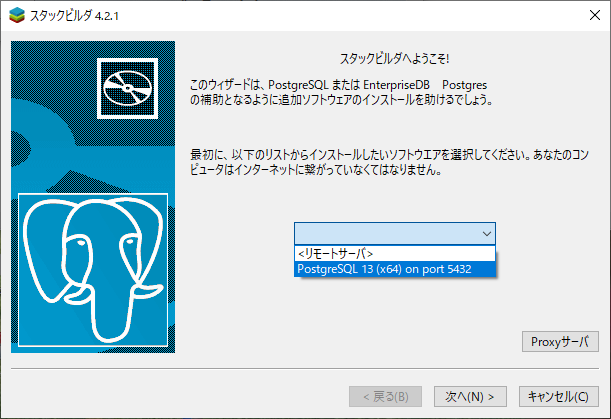 スタックビルダ 4.2.1
スタックビルダへようこそ!
このウィザードは、PostgreSQL または EnterpriseDB　Postgres
の補助となるように追加ソフトウェアのインストールを助けるでしょう。
最初に、以下のリストからインストールしたいソフトウエアを選択してください。あなたのコン
ピュータはインターネットに繋がっていなくてはなりません。
<リモートサーバ>
PostgreSQL 13 (x64) on port 5432
Proxyサーバ
< 戻る(B)
次へ(N) >
キャンセル(C)